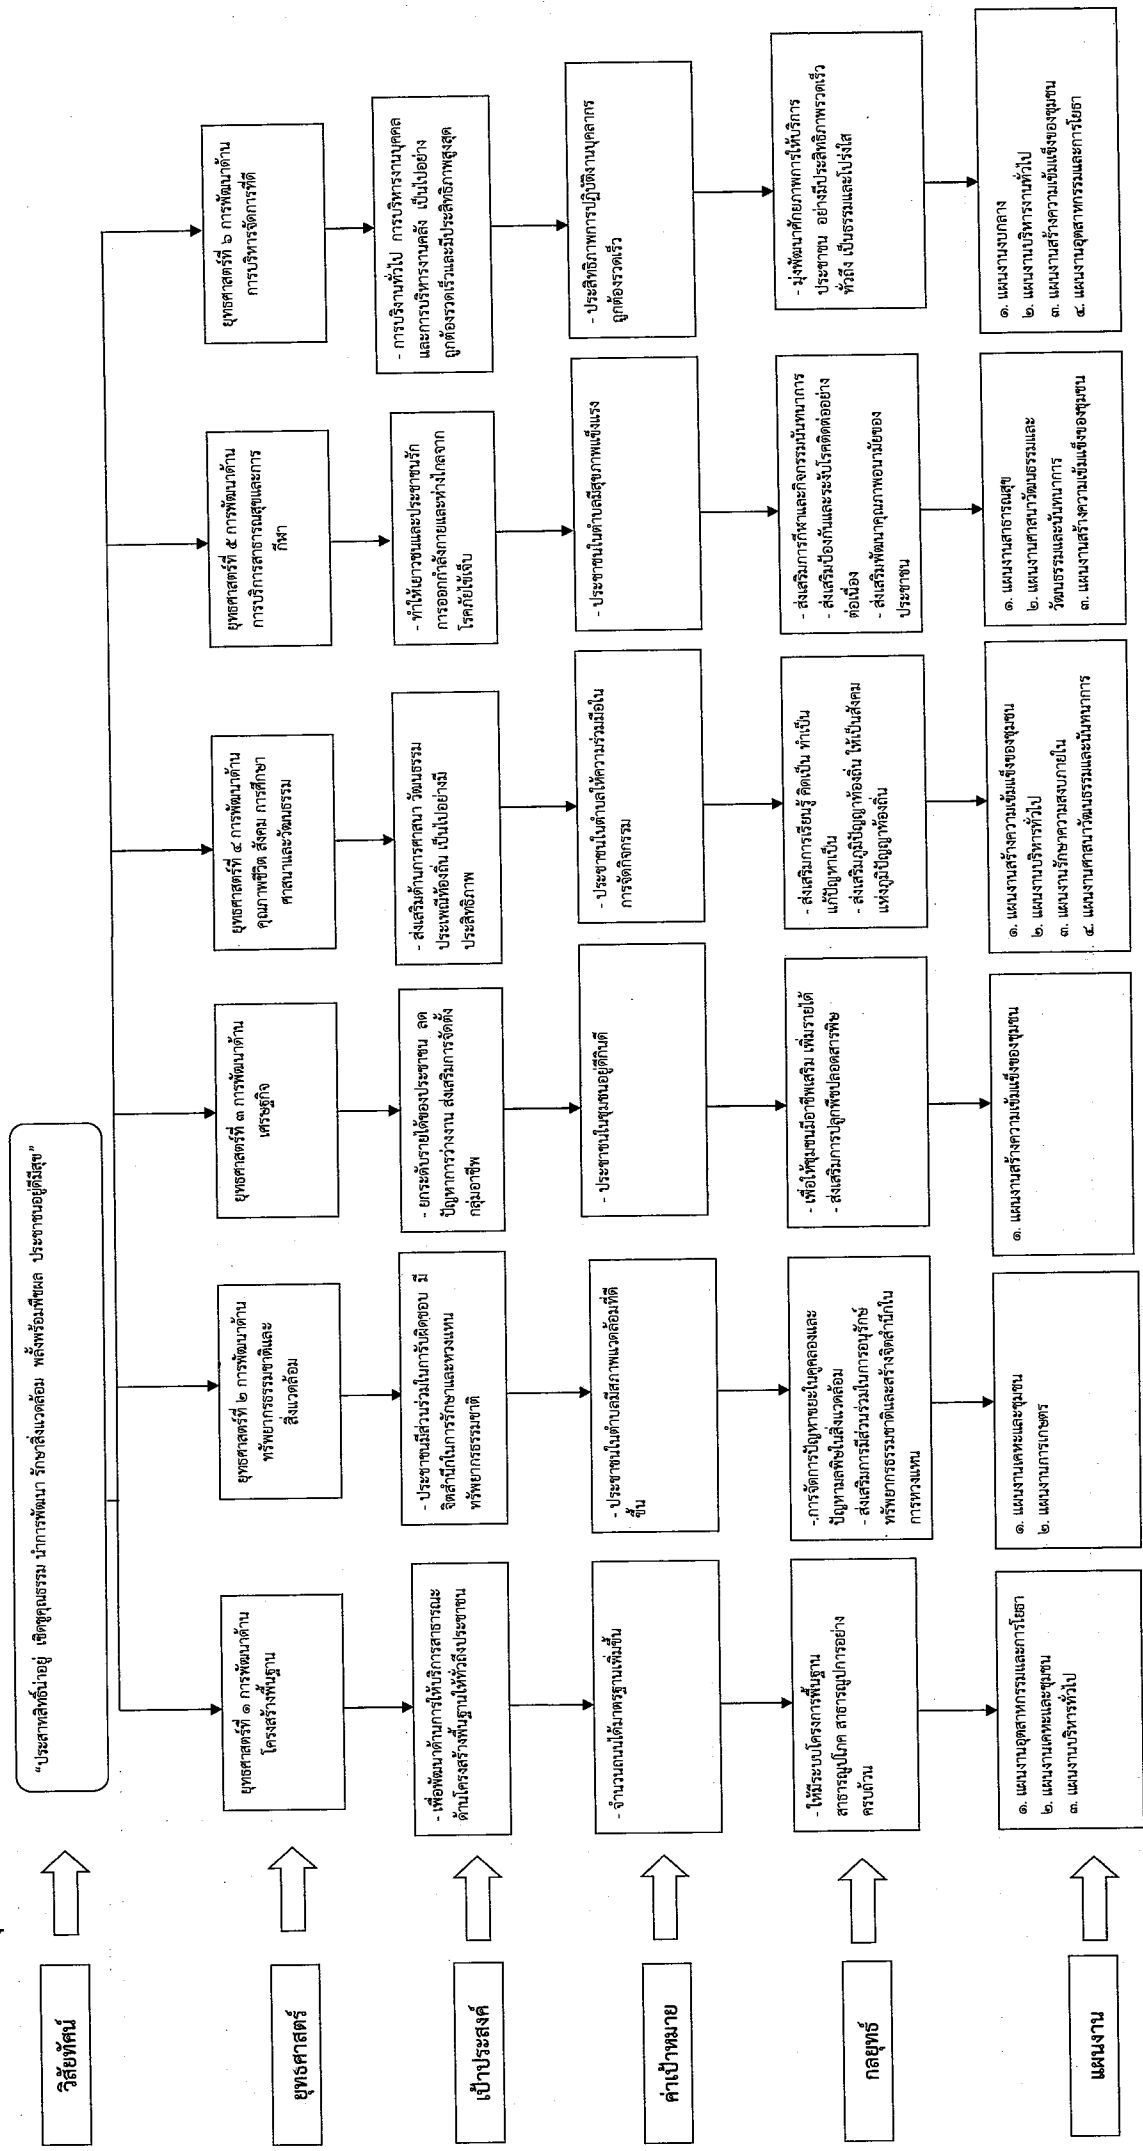 วิสัยทัศน์
"ประสาทสิทธิ์น่าอยู่ เชิดชูคุณธรรม นำการพัฒนา รักษาสิ่งแวดล้อม พลั่งพร้อมพืชผล ประชาชนอยู่ดีมีสุข"
ยุทธศาสตร์
ยุทธศาสตร์ที่ ๑ การพัฒนาด้าน
โครงสร้างพื้นฐาน
ยุทธศาสตร์ที่ ๒ การพัฒนาด้าน
ทรัพยากรธรรมชาติและ
สิ่งแวดล้อม
ยุทธศาสตร์ที่ ๓ การพัฒนาด้าน
เศรษฐกิจ
ยุทธศาสตร์ที่ ๔ การพัฒนาด้าน
คุณภาพชีวิต สังคม การศึกษา
ศาสนาและวัฒนธรรม
ยุทธศาสตร์ที่ ๕ การพัฒนาด้าน
การบริการสาธารณสุขและการ
กีฬา
ยุทธศาสตร์ที่ ๖ การพัฒนาด้าน
การบริหารจัดการที่ดี
เป้าประสงค์
- เพื่อพัฒนาด้านการให้บริการสาธารณะ
ด้านโครงสร้างพื้นฐานให้ทั่วถึงประชาชน
- ประชาชนมีส่วนร่วมในการับผิดชอบ มี
จิตสำนึกในการรักษาและหวงแหน
ทรัพยากรธรรมชาติ
- ยกระดับรายได้ของประชาชน ลด
ปัญหาการว่างงาน ส่งเสริมการจัดตั้ง
กลุ่มอาชีพ
- ส่งเสริมด้านการศาสนา วัฒนธรรม
ประเพณีท้องถิ่น เป็นไปอย่างมี
ประสิทธิภาพ
- ทำให้เยาวชนและประชาชนรัก
การออกกำลังกายและห่างไกลจาก
โรคภัยไข้เจ็บ
- การบริงานทั่วไป การบริหารงานบุคคล
และการบริหารงานคลัง เป็นไปอย่าง
ถูกต้องรวดเร็วและมีประสิทธิภาพสูงสุด
ค่าเป้าหมาย
- จำนวนถนนได้มาตรฐานเพิ่มขึ้น
- ประชาชนในตำบลมีสภาพแวดล้อมที่ดี
ขึ้น
- ประชาชนในชุมชนอยู่ดีกินดี
- ประชาชนในตำบลให้ความร่วมมือใน
การจัดกิจกรรม
- ประชาชนในตำบลมีสุขภาพแข็งแรง
- ประสิทธิภาพการปฏิบัติงานบุคลากร
ถูกต้องรวดเร็ว
กลยุทธ์
- ให้มีระบบโครงการพื้นฐาน
สาธารณูปโภค สาธารณูปการอย่าง
ครบถ้วน
-.การจัดการปัญหาขยะในคูคลองและ
ปัญหามลพิษในสิ่งแวดล้อม
- ส่งเสริมการมีส่วนร่วมในการอนุรักษ์
ทรัพยากรธรรมชาติและสร้างจิตสำนึกใน
การหวงแหน
- เพื่อให้ชุมชนมีอาชีพเสริม เพิ่มรายได้
- ส่งเสริมการปลูกพืชปลอดสารพิษ
- ส่งเสริมการเรียนรู้ คิดเป็น ทำเป็น
แก้ปัญหาเป็น
- ส่งเสริมภูมิปัญญาท้องถิ่น ให้เป็นสังคม
แห่งภูมิปัญญาท้องถิ่น
- ส่งเสริมการกีฬาและกิจกรรมนันทนาการ
- ส่งเสริมป้องกันและระงับโรคติดต่ออย่าง
ต่อเนื่อง
- ส่งเสริมพัฒนาคุณภาพอนามัยของ
ประชาชน
- มุ่งพัฒนาศักยภาพการให้บริการ
ประชาชน อย่างมีประสิทธิภาพรวดเร็ว
ทั่วถึง เป็นธรรมและโปร่งใส
แผนงาน
๑. แผนงานอุตสาหกรรมและการโยธา
๒. แผนงานเคหะและชุมชน
๓. แผนงานบริหารทั่วไป
๑. แผนงานเคหะและชุมชน
๒. แผนงานการเกษตร
๑. แผนงานสร้างความเข้มแข็งของชุมชน
๑. แผนงานสร้างความเข้มแข็งของชุมชน
๒. แผนงานบริหารทั่วไป
๓. แผนงานรักษาความสงบภายใน
๔. แผนงานศาสนาวัฒนธรรมและนันทนาการ
๑. แผนงานสาธารณสุข
๒. แผนงานศาสนาวัฒนธรรมและ
วัฒนธรรมและนันทนาการ
๓. แผนงานสร้างความเข้มแข็งของชุมชน
๑. แผนงานงบกลาง
๒. แผนงานบริหารงานทั่วไป
๓. แผนงานสร้างความเข้มแข็งของชุมชน
๔. แผนงานอุตสาหกรรมและการโยธา